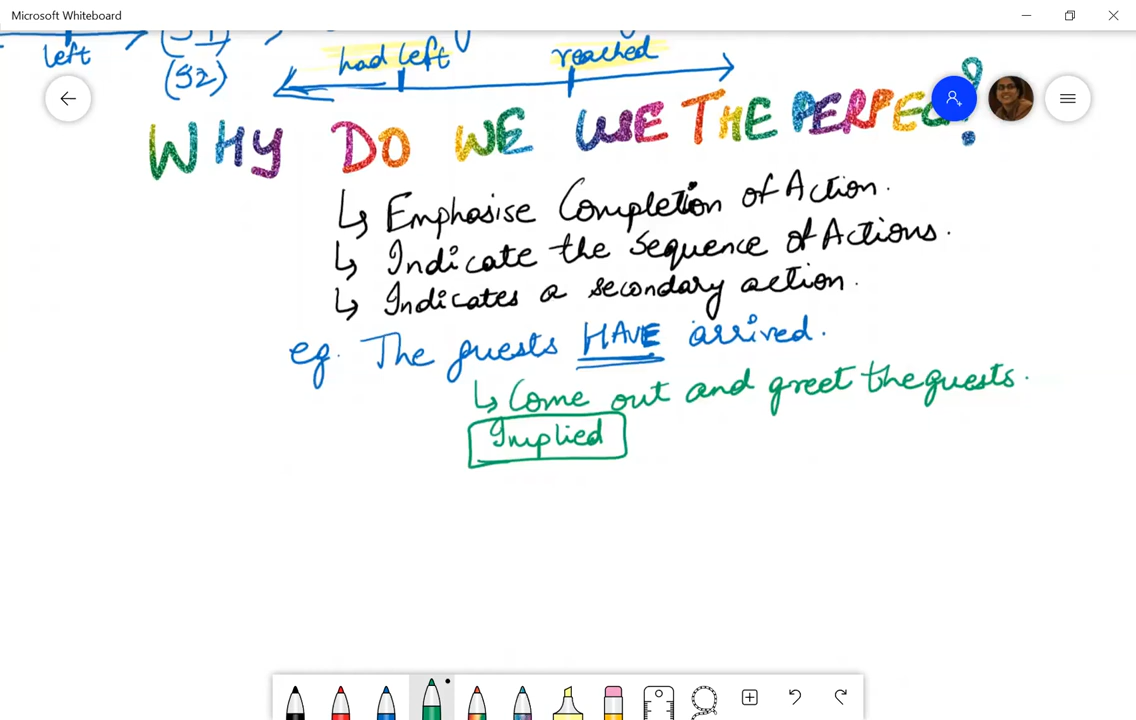 Microsoft Whiteboard
left
had left
reached
(S2)
WHY DO WE USE THE PERFECT?
↳ Emphasise Completion of Action.
↳ Indicate the Sequence of Actions.
↳ Indicates a secondary action.
eg. The guests HAVE arrived.
↳ Come out and greet the guests.
Implied